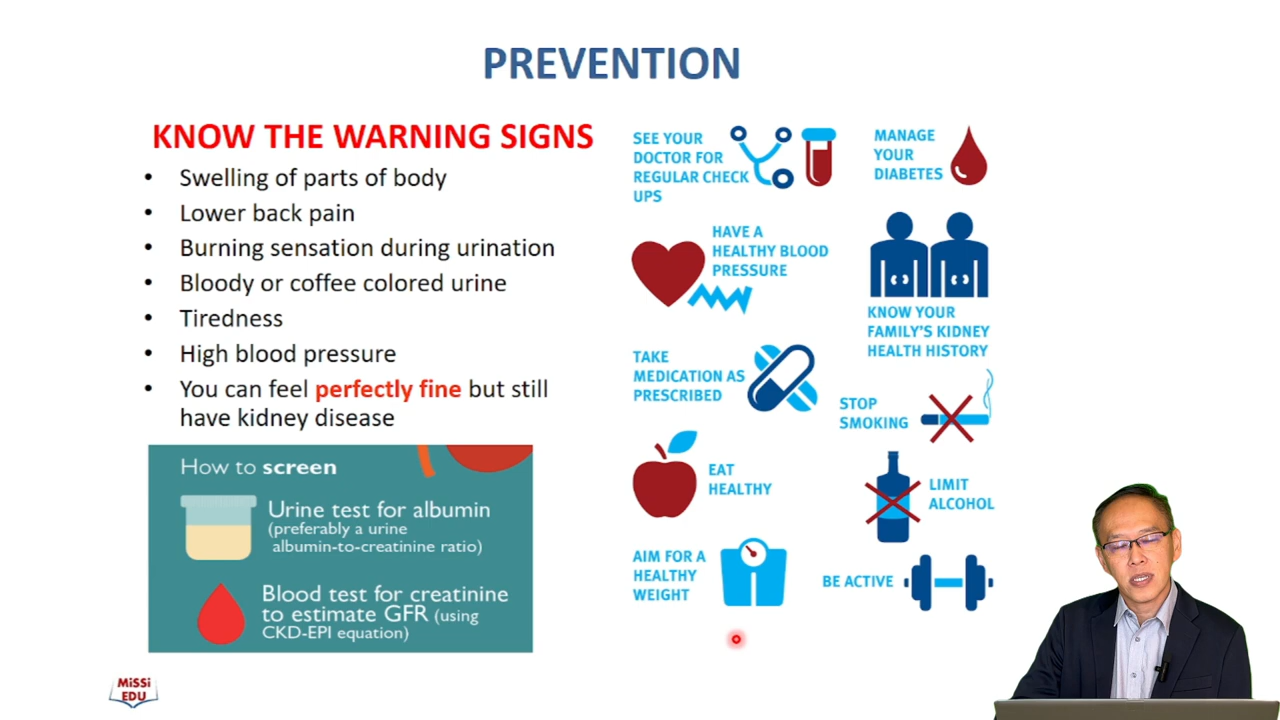 PREVENTION
KNOW THE WARNING SIGNS
• Swelling of parts of body
• Lower back pain
• Burning sensation during urination
• Bloody or coffee colored urine
• Tiredness
• High blood pressure
• You can feel perfectly fine but still
have kidney disease
How to screen
Urine test for albumin
(preferably a urine
albumin-to-creatinine ratio)
Blood test for creatinine
to estimate GFR (using
CKD-EPI equation)
SEE YOUR
DOCTOR FOR
REGULAR CHECK
UPS
MANAGE
YOUR
DIABETES
HAVE A
HEALTHY BLOOD
PRESSURE
KNOW YOUR
FAMILY'S KIDNEY
HEALTH HISTORY
TAKE
MEDICATION AS
PRESCRIBED
STOP
SMOKING
EAT
HEALTHY
LIMIT
ALCOHOL
AIM FOR A
HEALTHY
WEIGHT
BE ACTIVE
MiSSi
EDU